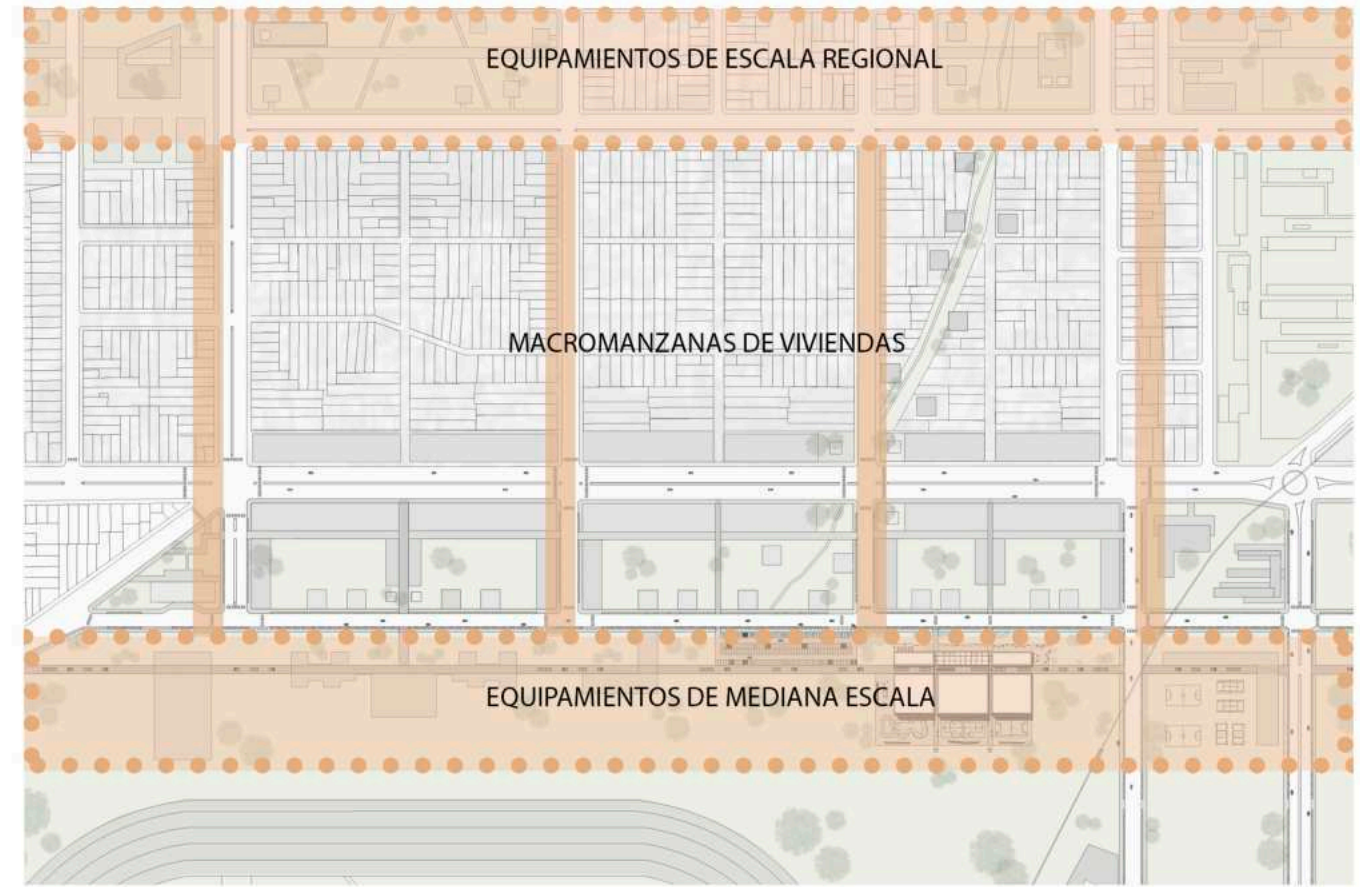 EQUIPAMIENTOS DE ESCALA REGIONAL
MACROMANZANAS DE VIVIENDAS
EQUIPAMIENTOS DE MEDIANA ESCALA